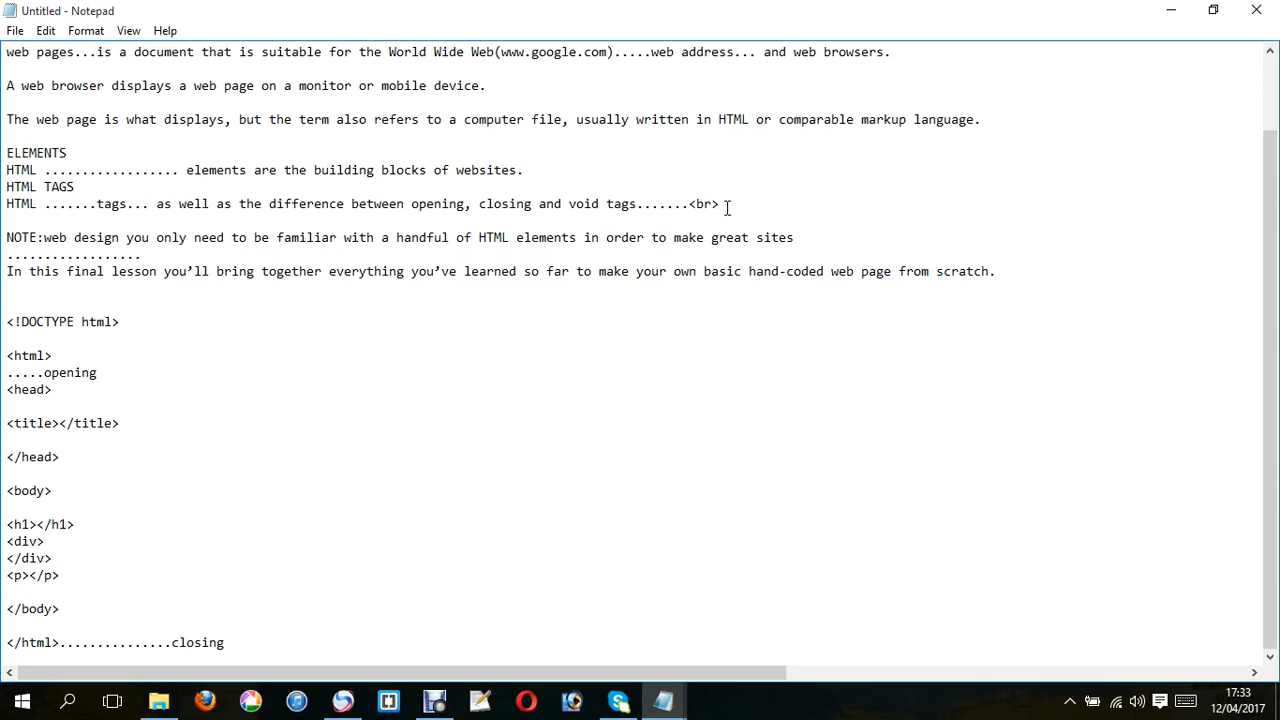 Untitled - Notepad
File Edit Format View Help
web pages...is a document that is suitable for the World Wide Web(www.google.com).....web address... and web browsers.
A web browser displays a web page on a monitor or mobile device.
The web page is what displays, but the term also refers to a computer file, usually written in HTML or comparable markup language.
ELEMENTS
HTML .................. elements are the building blocks of websites.
HTML TAGS
HTML .......tags... as well as the difference between opening, closing and void tags.......<br>
NOTE:web design you only need to be familiar with a handful of HTML elements in order to make great sites
..................
In this final lesson you’ll bring together everything you’ve learned so far to make your own basic hand-coded web page from scratch.
<!DOCTYPE html>
<html>
.....opening
<head>
<title></title>
</head>
<body>
<h1></h1>
<div>
</div>
<p></p>
</body>
</html>...............closing
17:33
12/04/2017